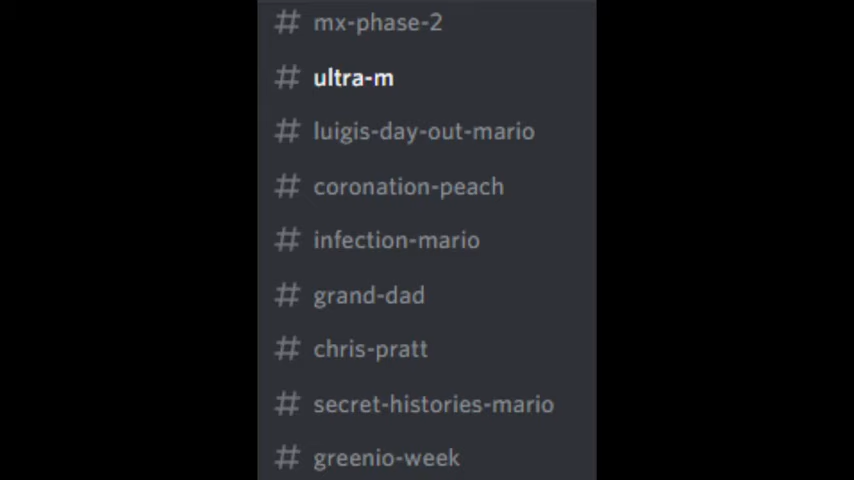 # mx-phase-2
# ultra-m
# luigis-day-out-mario
# coronation-peach
# infection-mario
# grand-dad
# chris-pratt
# secret-histories-mario
# greenio-week